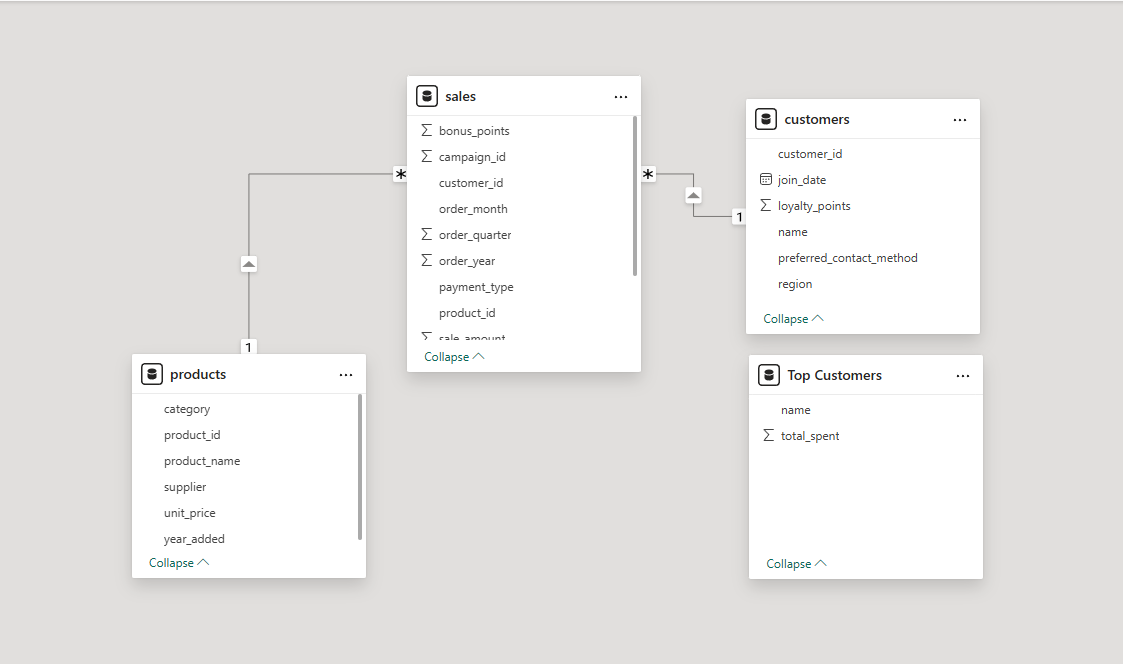 sales
bonus_points
campaign_id
customer_id
order_month
order_quarter
order_year
payment_type
product_id
sale_amount
Collapse
*
*
1
1
customers
customer_id
join_date
loyalty_points
name
preferred_contact_method
region
Collapse
products
category
product_id
product_name
supplier
unit_price
year_added
Collapse
Top Customers
name
total_spent
Collapse